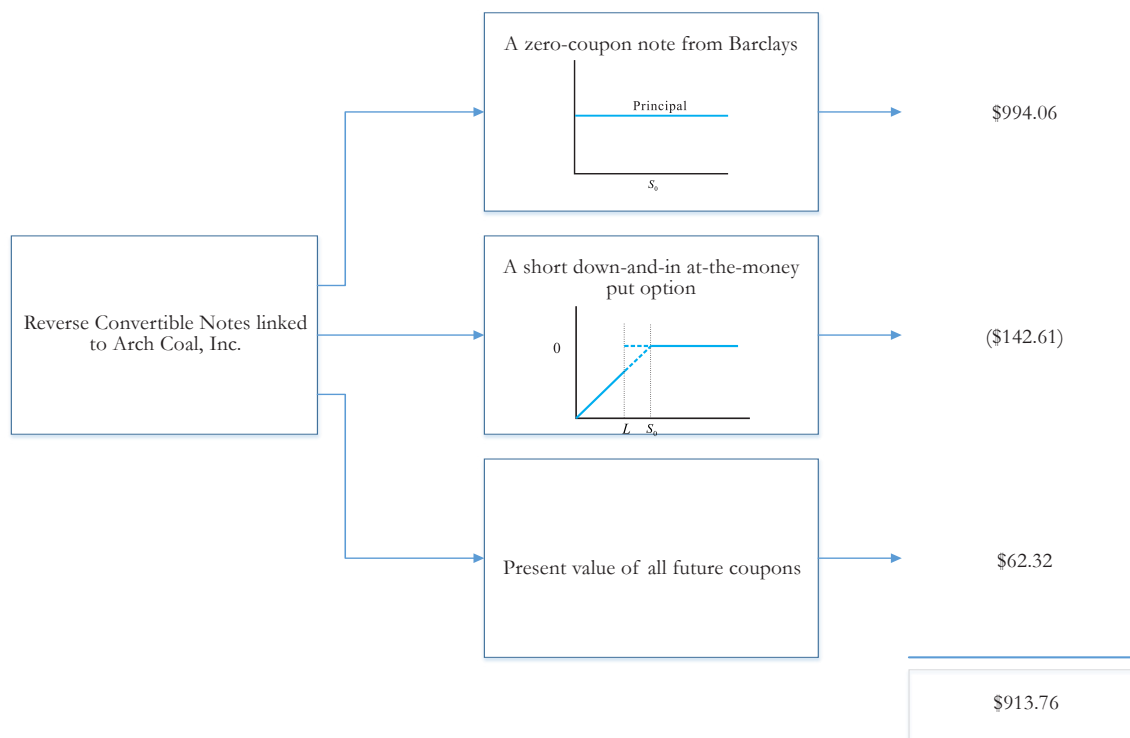 A zero-coupon note from Barclays
Principal
S₀
$994.06
Reverse Convertible Notes linked
to Arch Coal, Inc.
A short down-and-in at-the-money
put option
0
L S₀
($142.61)
Present value of all future coupons
$62.32
$913.76